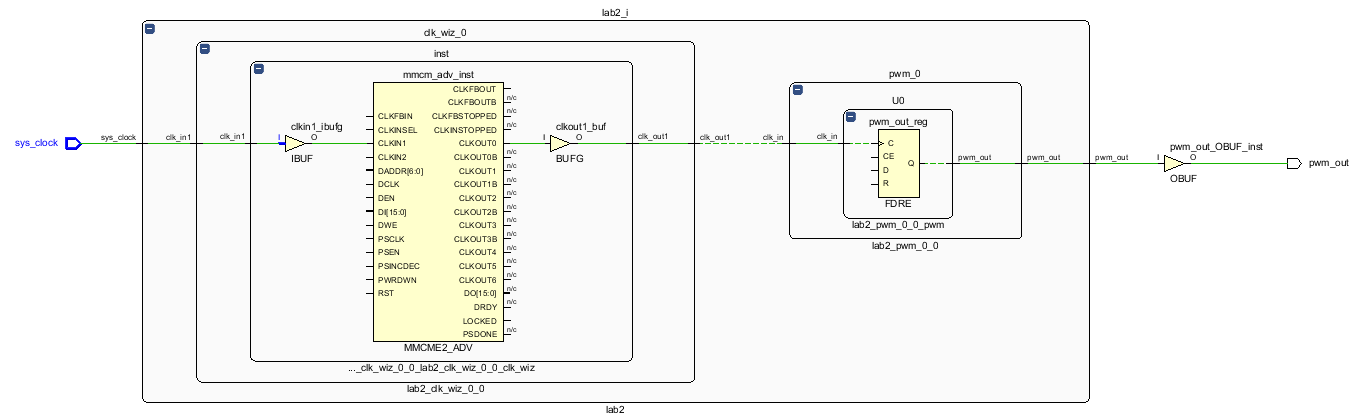 lab2_i
clk_wiz_0
inst
mmcm_adv_inst
CLKFBOUT
CLKFBOUTB n/c
CLKFBIN CLKFBSTOPPED n/c
CLKINSEL CLKINSTOPPED n/c
CLKIN1 CLKOUT0
CLKIN2 CLKOUT0B n/c
DADDR[6:0] CLKOUT1 n/c
DCLK CLKOUT1B n/c
DEN CLKOUT2 n/c
DI[15:0] CLKOUT2B n/c
DWE CLKOUT3 n/c
PSCLK CLKOUT3B n/c
PSEN CLKOUT4 n/c
PSINCDEC CLKOUT5 n/c
PWRDWN CLKOUT6 n/c
RST DO[15:0] n/c
DRDY n/c
LOCKED
PSDONE n/c
MMCME2_ADV
..._clk_wiz_0_0_lab2_clk_wiz_0_0_clk_wiz
lab2_clk_wiz_0_0
lab2
sys_clock
sys_clock
clk_in1
clk_in1
clkin1_ibufg
I O
IBUF
clkout1_buf
I O
BUFG
clk_out1
clk_out1
clk_in
clk_in
pwm_0
U0
pwm_out_reg
C
CE
Q
D
R
FDRE
lab2_pwm_0_0_pwm
lab2_pwm_0_0
pwm_out
pwm_out
pwm_out
pwm_out_OBUF_inst
I O
OBUF
pwm_out